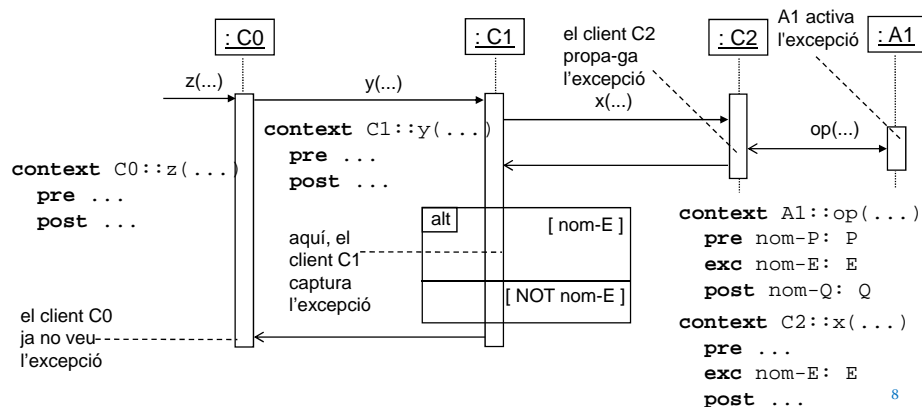 : C0
: C1
el client C2
propa-ga
l'excepció
: C2
A1 activa
l'excepció
: A1
z(...)
y(...)
x(...)
op(...)
context C0::z(...)
pre ...
post ...
context C1::y(...)
pre ...
post ...
alt
[ nom-E ]
[ NOT nom-E ]
aquí, el
client C1
captura
l'excepció
el client C0
ja no veu
l'excepció
context A1::op(...)
pre nom-P: P
exc nom-E: E
post nom-Q: Q
context C2::x(...)
pre ...
exc nom-E: E
post ...
8